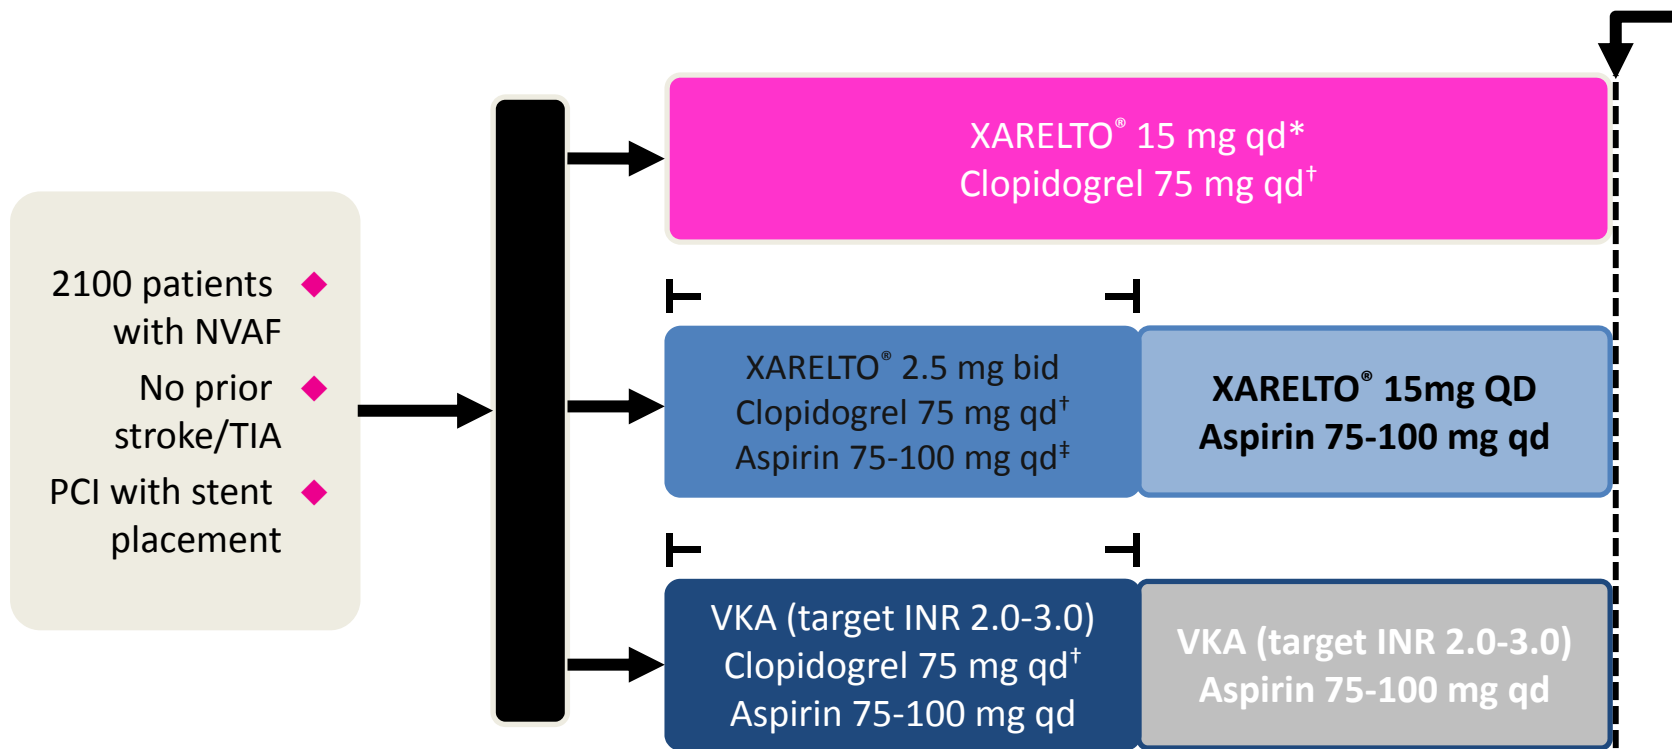 2100 patients
with NVAF
No prior
stroke/TIA
PCI with stent
placement
XARELTO® 15 mg qd*
Clopidogrel 75 mg qd†
XARELTO® 2.5 mg bid
Clopidogrel 75 mg qd†
Aspirin 75-100 mg qd‡
XARELTO® 15mg QD
Aspirin 75-100 mg qd
VKA (target INR 2.0-3.0)
Clopidogrel 75 mg qd†
Aspirin 75-100 mg qd
VKA (target INR 2.0-3.0)
Aspirin 75-100 mg qd